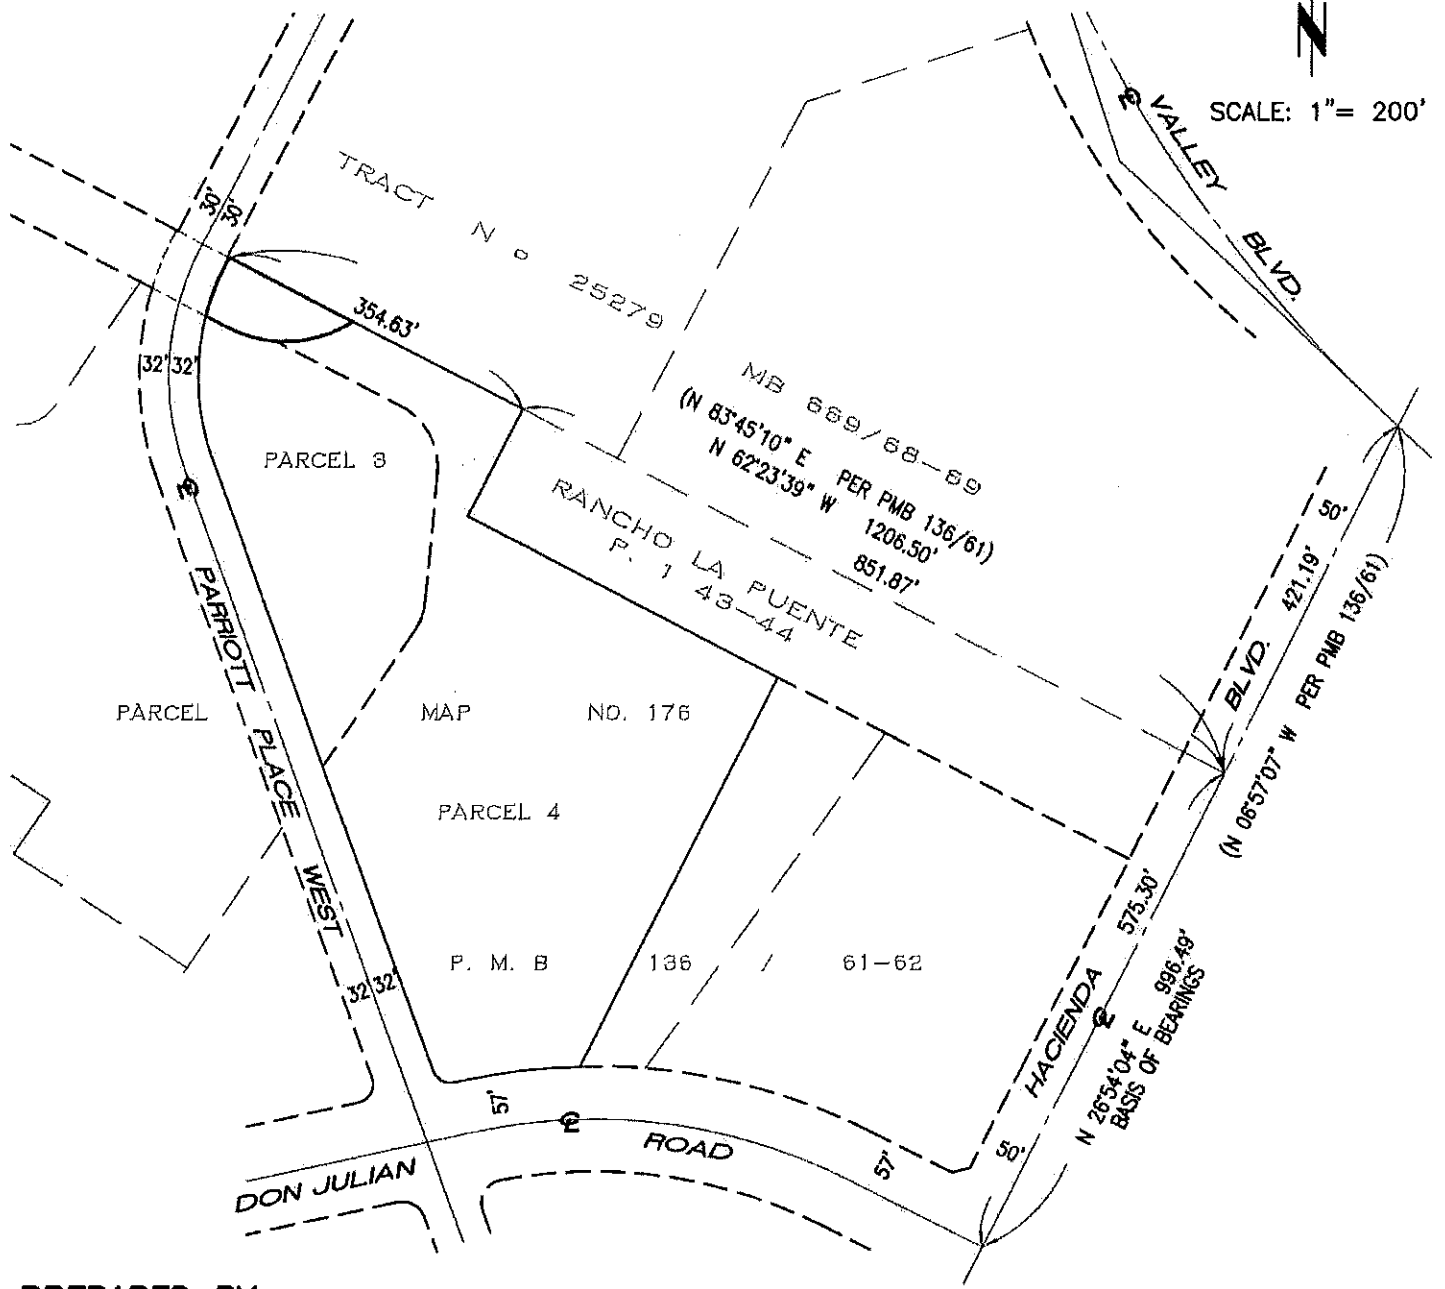 N
SCALE: 1"= 200'
VALLEY BLVD.
30' 30'
TRACT No 25279
354.63'
32' 32'
MB 669/68-69
(N 83°45'10" E PER PMB 136/61)
N 62°23'39" W 1206.50'
851.87'
PARCEL 3
RANCHO LA PUENTE
P. 1 43-44
50'
421.19'
HACIENDA BLVD.
(N 06°57'07" W PER PMB 136/61)
PARRIOTT PLACE WEST
PARCEL MAP NO. 176
PARCEL 4
575.30'
P. M. B 136 / 61-62
32' 32'
N 26°54'04" E 996.49'
BASIS OF BEARINGS
57'
DON JULIAN ROAD
57'
50'